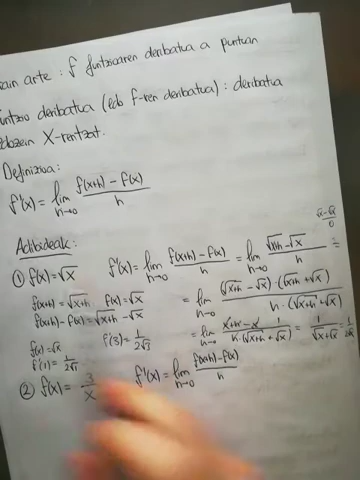 arte : f funtzioaren deribatua a puntuan
funtzio deribatua (edo f-ren deribatua) : deribatua
edozein X-rentzat.
Definizioa:
f'(x) = lim h→0 f(x+h) - f(x) / h
Adibideak:
① f(x) = √x f'(x) = lim h→0 f(x+h) - f(x) / h = lim h→0 √x+h - √x / h =
√x-√x / 0
f(x+h) = √x+h f(x) = √x = lim h→0 (√x+h - √x) · (√x+h + √x) / h · (√x+h + √x)
f(x+h) - f(x) = √x+h - √x
= lim h→0 x+h - x / h · (√x+h + √x) = 1 / √x+√x = 1 / 2√x
f(x) = √x f'(3) = 1 / 2√3
f'(1) = 1 / 2√1
② f(x) = 3 / x f'(x) = lim h→0 f(x+h) - f(x) / h